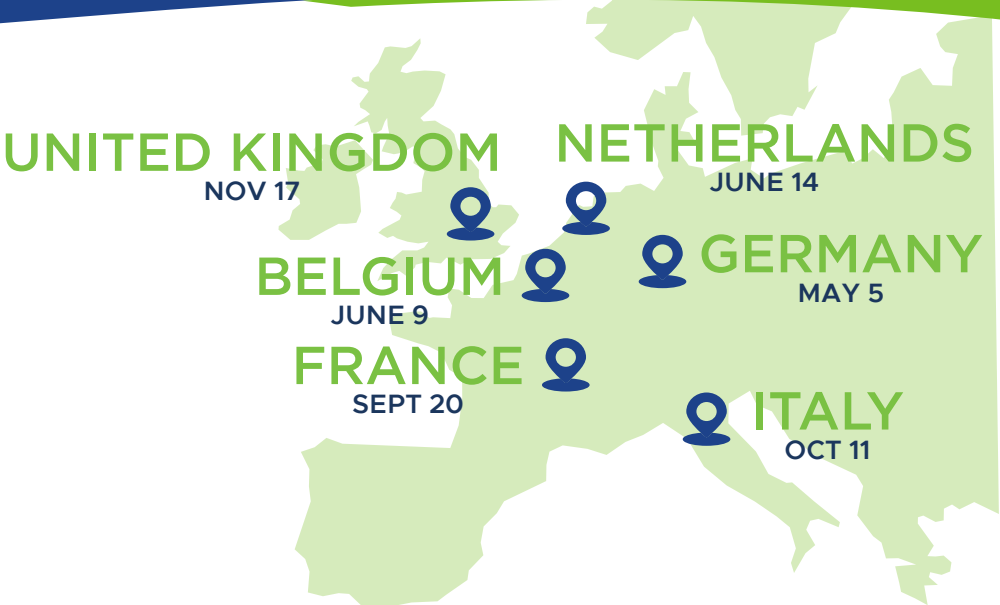 UNITED KINGDOM
NOV 17
NETHERLANDS
JUNE 14
BELGIUM
JUNE 9
GERMANY
MAY 5
FRANCE
SEPT 20
ITALY
OCT 11